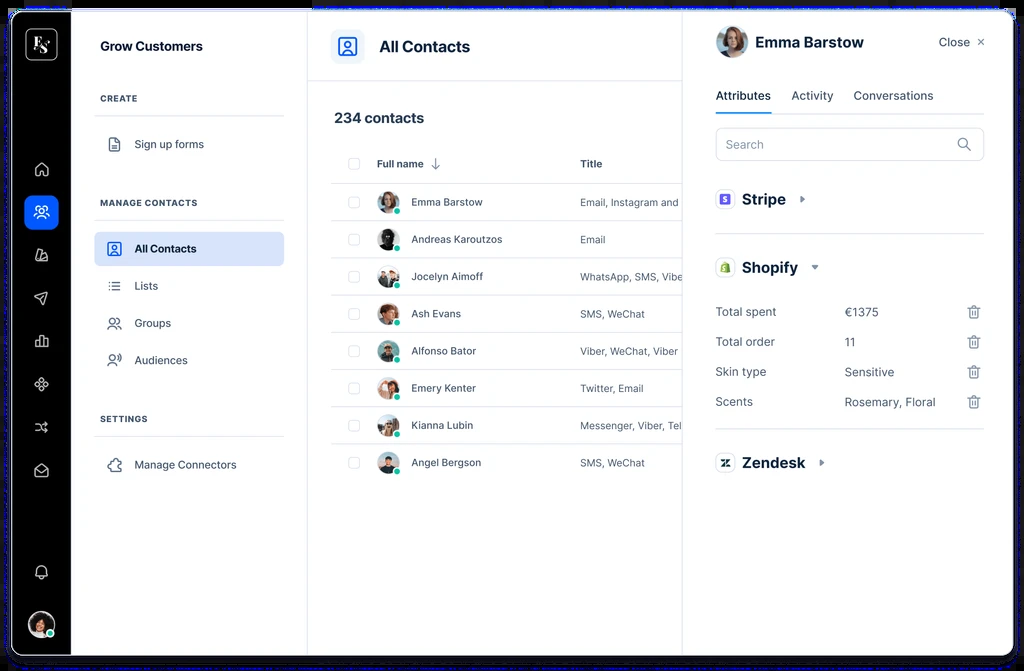 FS
Grow Customers
CREATE
Sign up forms
MANAGE CONTACTS
All Contacts
Lists
Groups
Audiences
SETTINGS
Manage Connectors
All Contacts
234 contacts
Full name Title
Emma Barstow Email, Instagram and
Andreas Karoutzos Email
Jocelyn Aimoff WhatsApp, SMS, Vibe
Ash Evans SMS, WeChat
Alfonso Bator Viber, WeChat, Viber
Emery Kenter Twitter, Email
Kianna Lubin Messenger, Viber, Tel
Angel Bergson SMS, WeChat
Emma Barstow Close
Attributes Activity Conversations
Search
S Stripe
Shopify
Total spent €1375
Total order 11
Skin type Sensitive
Scents Rosemary, Floral
Zendesk